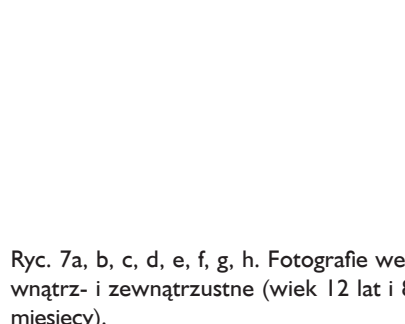 Ryc. 7a, b, c, d, e, f, g, h. Fotografie we
wnątrz- i zewnątrzustne (wiek 12 lat i 8
miesięcy).